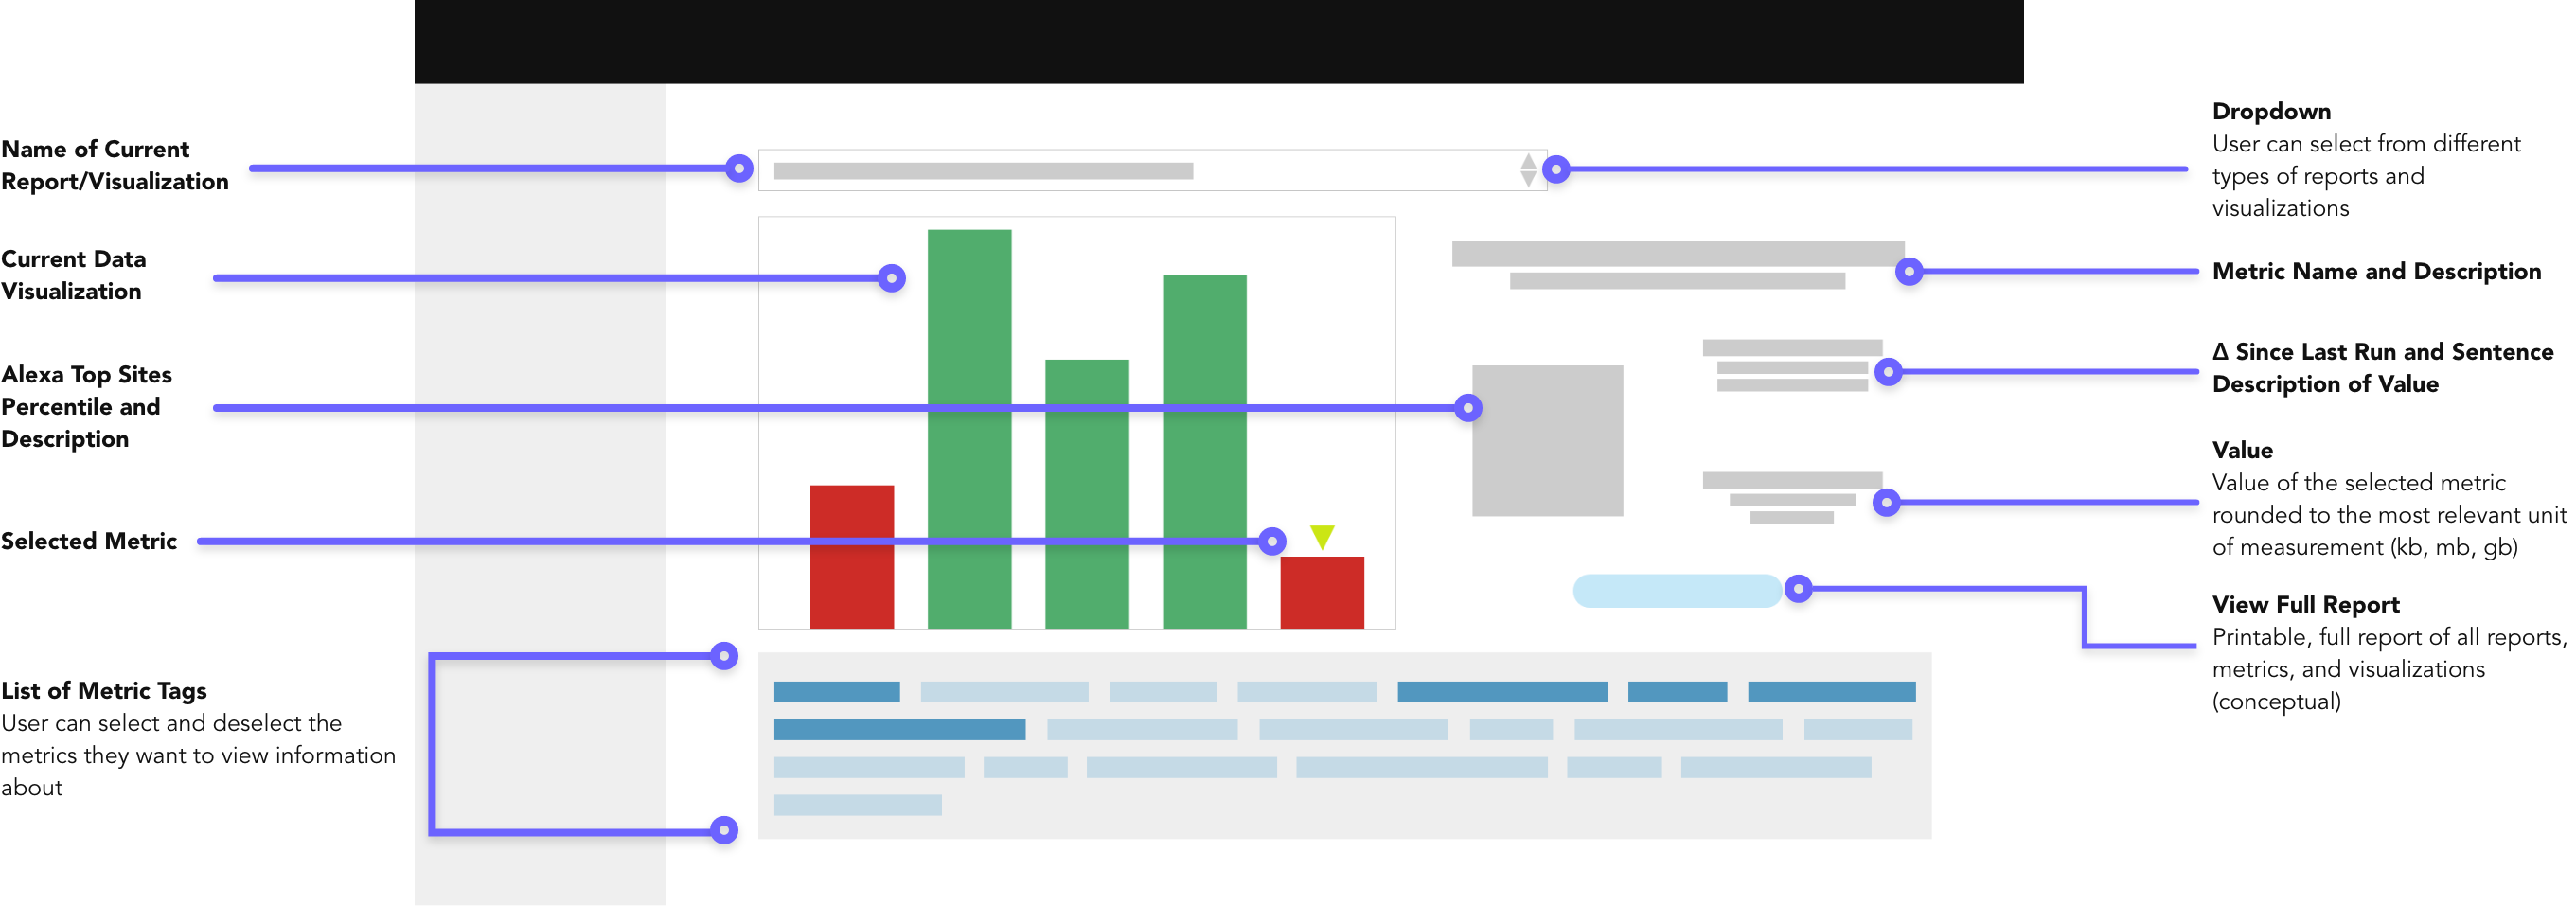 Name of Current
Report/Visualization
Current Data
Visualization
Alexa Top Sites
Percentile and
Description
Selected Metric
List of Metric Tags
User can select and deselect the
metrics they want to view information
about
Dropdown
User can select from different
types of reports and
visualizations
Metric Name and Description
Δ Since Last Run and Sentence
Description of Value
Value
Value of the selected metric
rounded to the most relevant unit
of measurement (kb, mb, gb)
View Full Report
Printable, full report of all reports,
metrics, and visualizations
(conceptual)